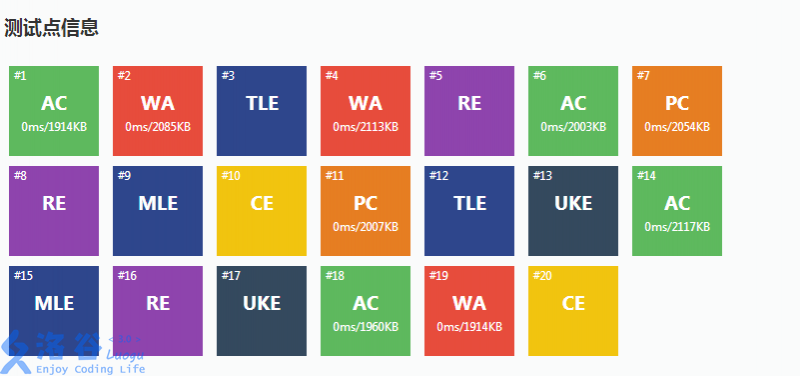 测试点信息
#1 #2 #3 #4 #5 #6 #7
AC WA TLE WA RE AC PC
0ms/1914KB 0ms/2085KB 0ms/2113KB 0ms/2003KB 0ms/2054KB
#8 #9 #10 #11 #12 #13 #14
RE MLE CE PC TLE UKE AC
0ms/2007KB 0ms/2117KB
#15 #16 #17 #18 #19 #20
MLE RE UKE AC WA CE
0ms/1960KB 0ms/1914KB
洛谷 Luogu
Enjoy Coding Life